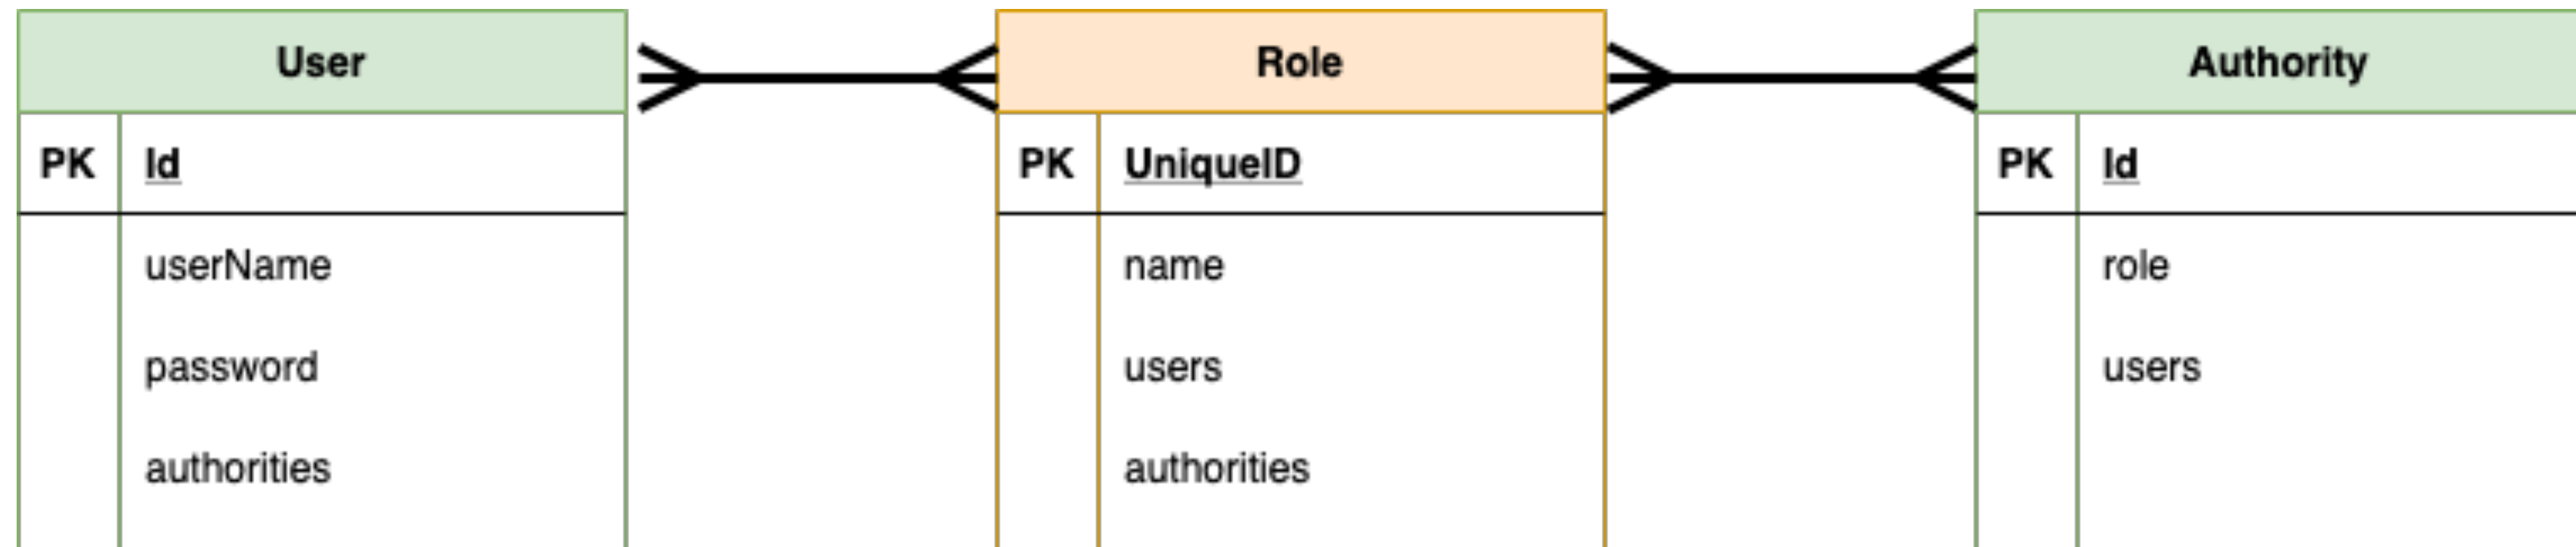 User
PK Id
userName
password
authorities
Role
PK UniqueID
name
users
authorities
Authority
PK Id
role
users